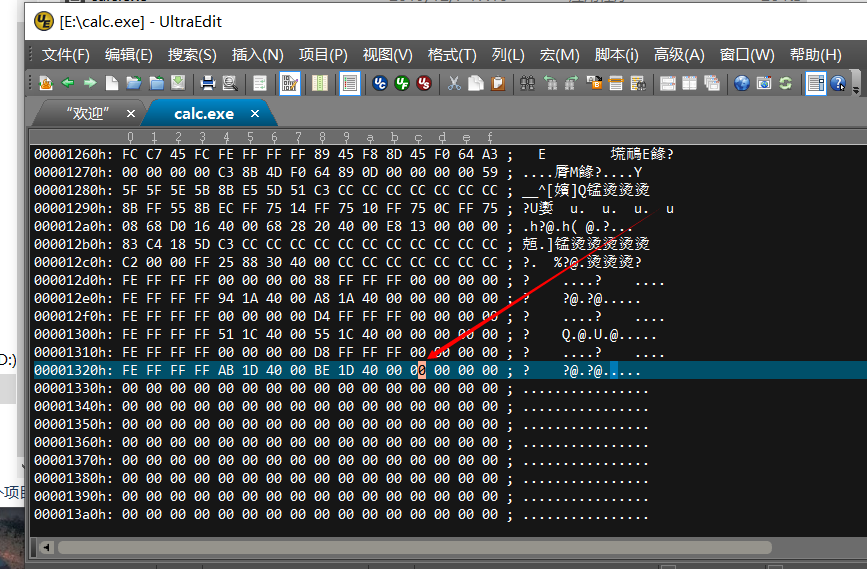 [E:\calc.exe] - UltraEdit
文件(F) 编辑(E) 搜索(S) 插入(N) 项目(P) 视图(V) 格式(T) 列(L) 宏(M) 脚本(i) 高级(A) 窗口(W) 帮助(H)
“欢迎” × calc.exe ×
0 1 2 3 4 5 6 7 8 9 a b c d e f
00001260h: FC C7 45 FC FE FF FF FF 89 45 F8 8D 45 F0 64 A3 ; E
00001270h: 00 00 00 00 C3 8B 4D F0 64 89 0D 00 00 00 00 59 ; ....脣M餯?....Y
00001280h: 5F 5F 5E 5B 8B E5 5D 51 C3 CC CC CC CC CC CC CC ; __^[嬪]Q锰烫烫烫
00001290h: 8B FF 55 8B EC FF 75 14 FF 75 10 FF 75 0C FF 75 ; ?U嬱 u. u. u. u
000012a0h: 08 68 D0 16 40 00 68 28 20 40 00 E8 13 00 00 00 ; .h?@.h( @.?...
000012b0h: 83 C4 18 5D C3 CC CC CC CC CC CC CC CC CC CC CC ; 兡.]锰烫烫烫烫烫
000012c0h: C2 00 00 FF 25 88 30 40 00 CC CC CC CC CC CC CC ; ?. %?@.烫烫烫?
000012d0h: FE FF FF FF 00 00 00 00 88 FF FF FF 00 00 00 00 ; ? ....? ....
000012e0h: FE FF FF FF 94 1A 40 00 A8 1A 40 00 00 00 00 00 ; ? ?@.?@.....
000012f0h: FE FF FF FF 00 00 00 00 D4 FF FF FF 00 00 00 00 ; ? ....? ....
00001300h: FE FF FF FF 51 1C 40 00 55 1C 40 00 00 00 00 00 ; ? Q.@.U.@.....
00001310h: FE FF FF FF 00 00 00 00 D8 FF FF FF 00 00 00 00 ; ? ....? ....
00001320h: FE FF FF FF AB 1D 40 00 BE 1D 40 00 00 00 00 00 ; ? ?@.?@.....
00001330h: 00 00 00 00 00 00 00 00 00 00 00 00 00 00 00 00 ; ................
00001340h: 00 00 00 00 00 00 00 00 00 00 00 00 00 00 00 00 ; ................
00001350h: 00 00 00 00 00 00 00 00 00 00 00 00 00 00 00 00 ; ................
00001360h: 00 00 00 00 00 00 00 00 00 00 00 00 00 00 00 00 ; ................
00001370h: 00 00 00 00 00 00 00 00 00 00 00 00 00 00 00 00 ; ................
00001380h: 00 00 00 00 00 00 00 00 00 00 00 00 00 00 00 00 ; ................
00001390h: 00 00 00 00 00 00 00 00 00 00 00 00 00 00 00 00 ; ................
000013a0h: 00 00 00 00 00 00 00 00 00 00 00 00 00 00 00 00 ; ................